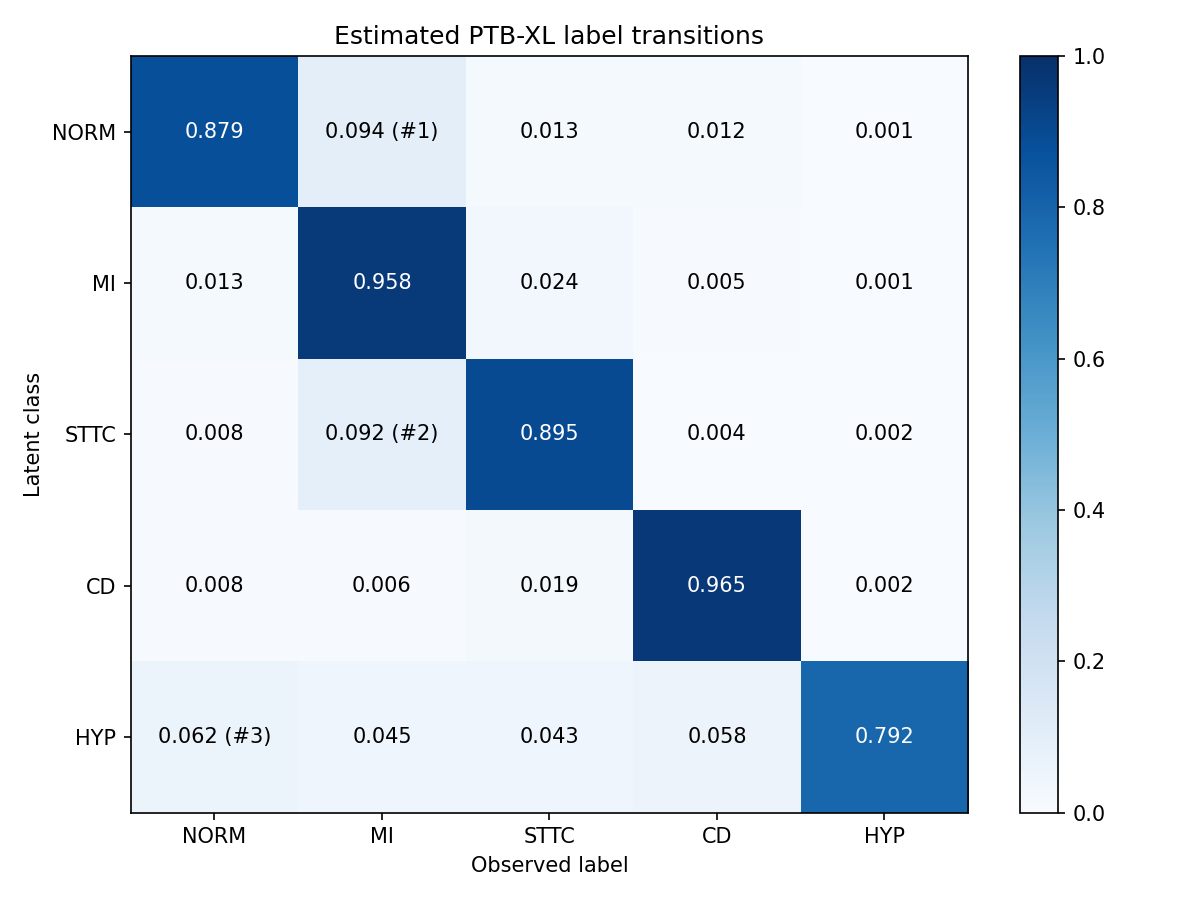 Estimated PTB-XL label transitions
NORM 0.879 0.094 (#1) 0.013 0.012 0.001
MI 0.013 0.958 0.024 0.005 0.001
STTC 0.008 0.092 (#2) 0.895 0.004 0.002
CD 0.008 0.006 0.019 0.965 0.002
HYP 0.062 (#3) 0.045 0.043 0.058 0.792
NORM MI STTC CD HYP
Observed label
Latent class
1.0
0.8
0.6
0.4
0.2
0.0